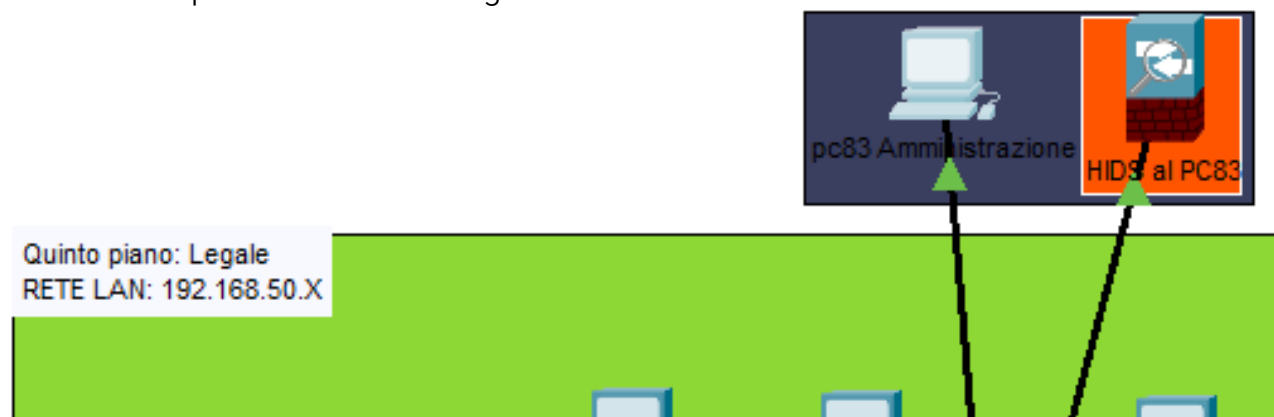 pc83 Amministrazione
HIDS al PC83
Quinto piano: Legale
RETE LAN: 192.168.50.X